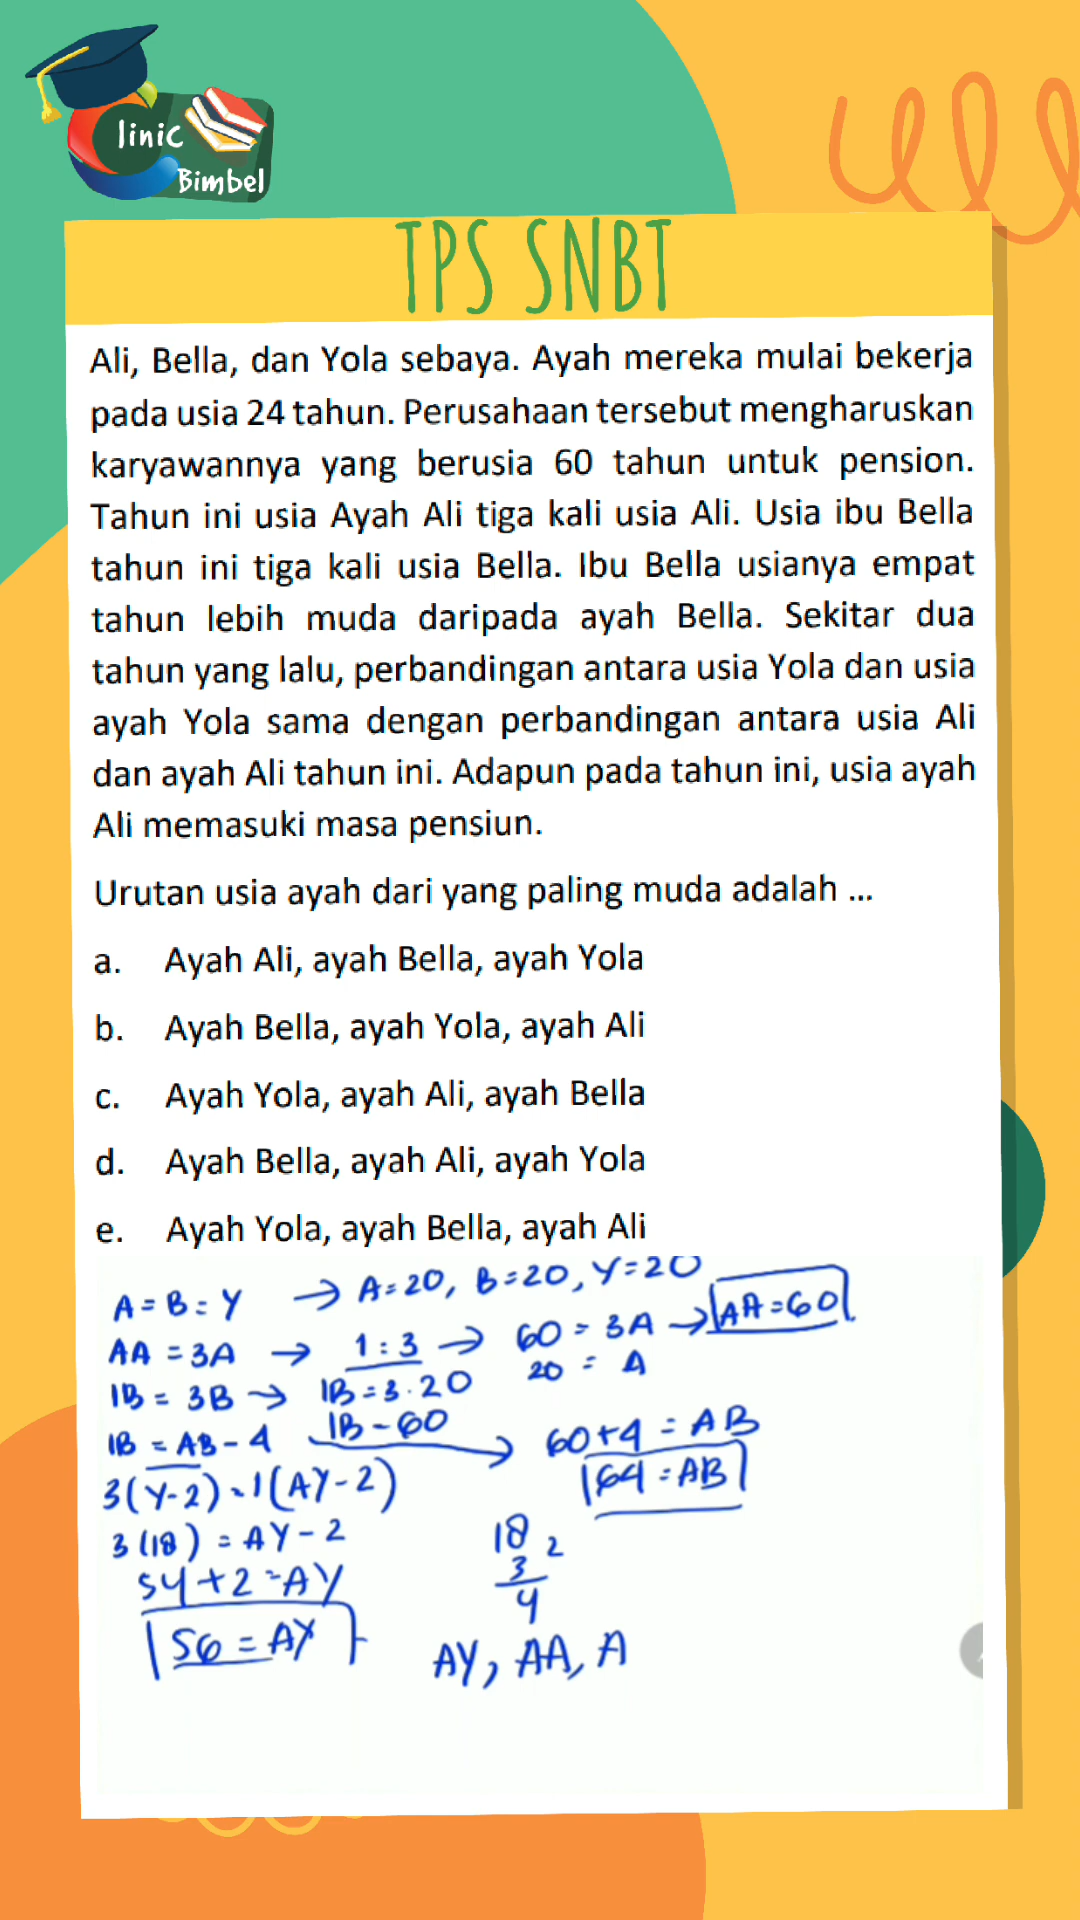 linic
Bimbel
TPS SNBT
Ali, Bella, dan Yola sebaya. Ayah mereka mulai bekerja
pada usia 24 tahun. Perusahaan tersebut mengharuskan
karyawannya yang berusia 60 tahun untuk pension.
Tahun ini usia Ayah Ali tiga kali usia Ali. Usia ibu Bella
tahun ini tiga kali usia Bella. Ibu Bella usianya empat
tahun lebih muda daripada ayah Bella. Sekitar dua
tahun yang lalu, perbandingan antara usia Yola dan usia
ayah Yola sama dengan perbandingan antara usia Ali
dan ayah Ali tahun ini. Adapun pada tahun ini, usia ayah
Ali memasuki masa pensiun.
Urutan usia ayah dari yang paling muda adalah ...
a. Ayah Ali, ayah Bella, ayah Yola
b. Ayah Bella, ayah Yola, ayah Ali
c. Ayah Yola, ayah Ali, ayah Bella
d. Ayah Bella, ayah Ali, ayah Yola
e. Ayah Yola, ayah Bella, ayah Ali
A = B = Y → A = 20, B = 20, Y = 20
AA = 3A → 1 : 3 → 60 = 3A → AA = 60
20 = A
IB = 3B → IB = 3 . 20
IB = AB - 4 IB - 60 → 60 + 4 = AB
64 = AB
3(Y-2) = 1(AY-2)
3(18) = AY - 2
54 + 2 = AY
56 = AY
18 2
3
4
AY, AA, A